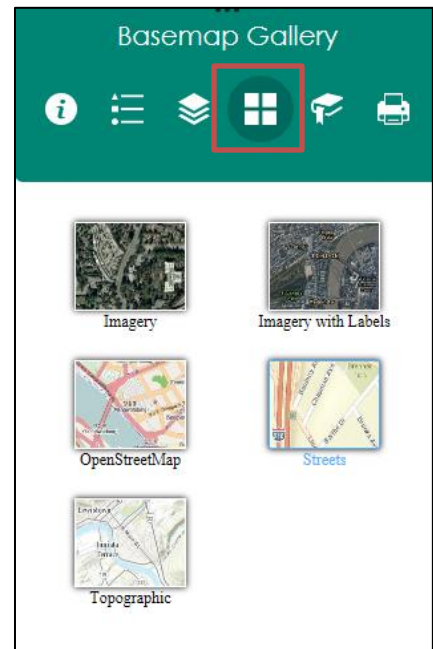 Basemap Gallery
i
Imagery
Imagery with Labels
OpenStreetMap
Streets
Topographic